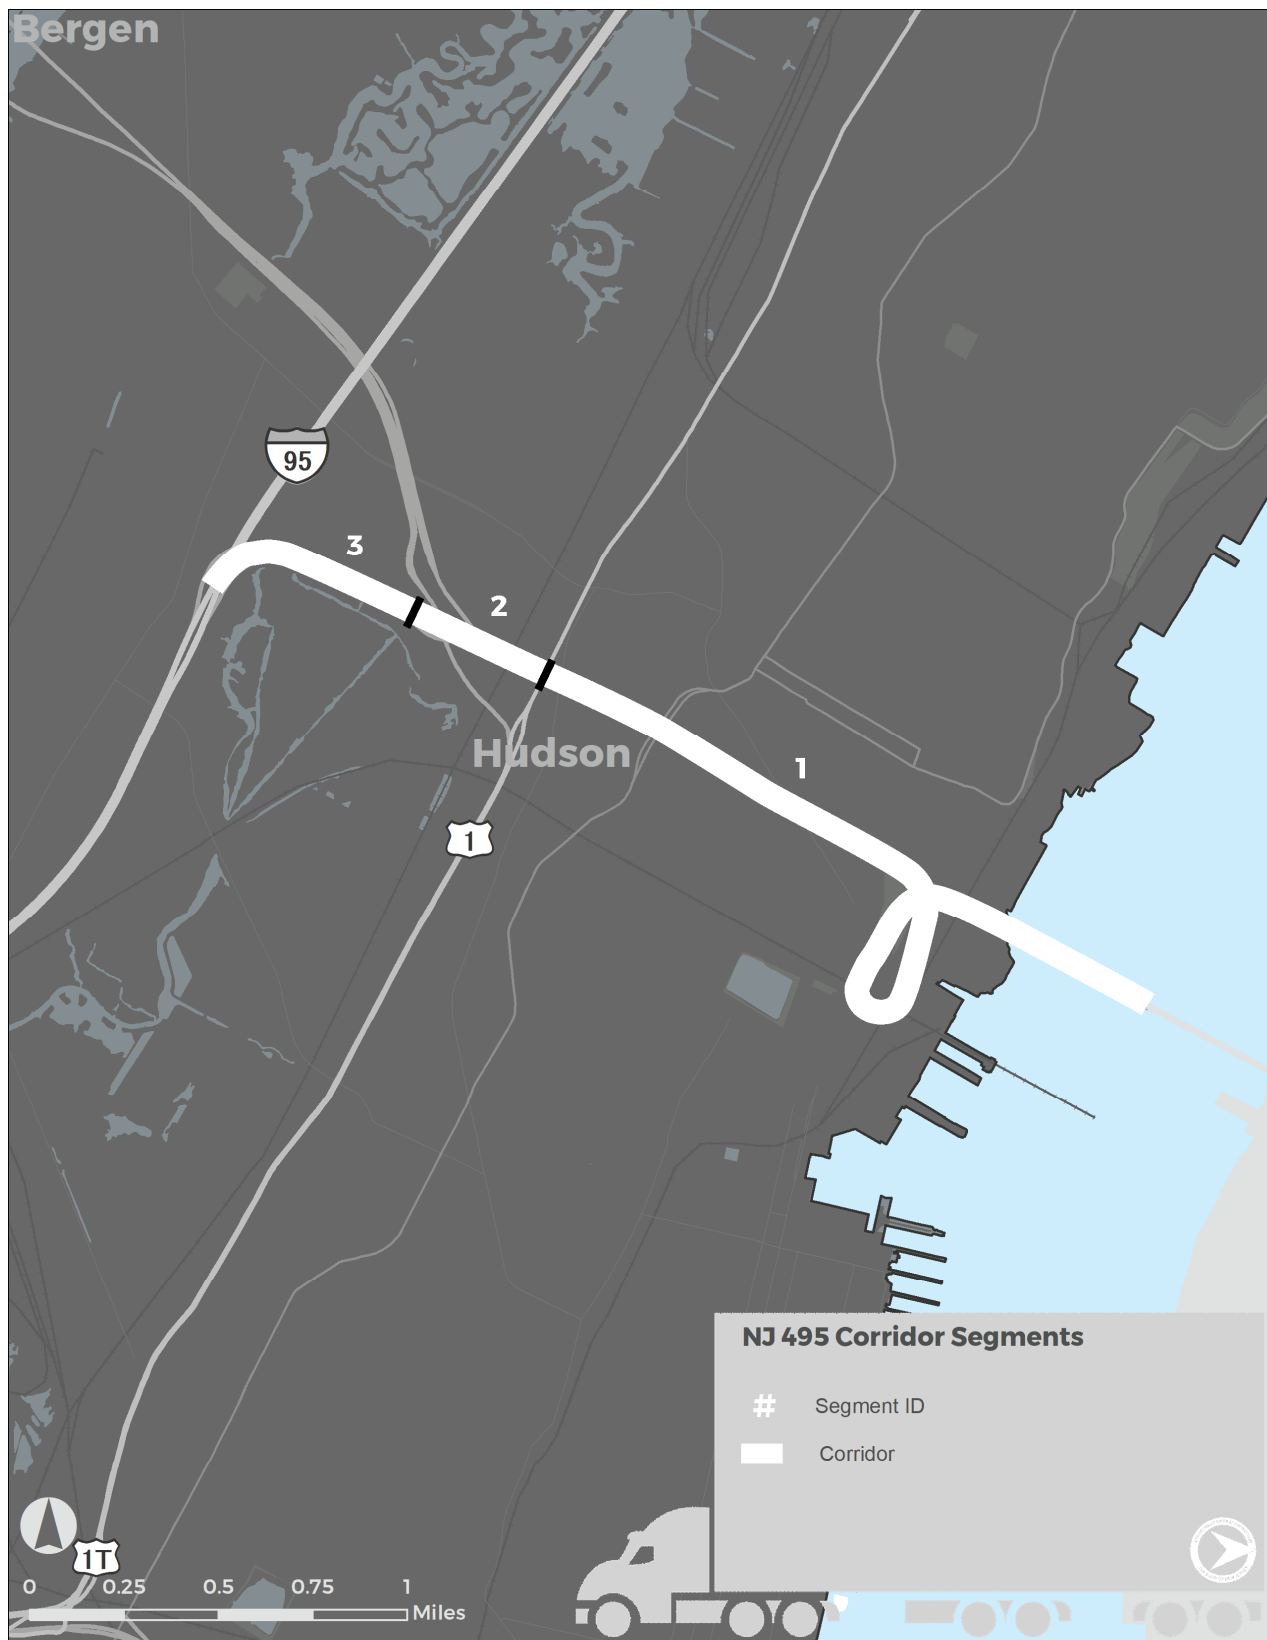 Bergen
95
3
2
Hudson
1
1
NJ 495 Corridor Segments
# Segment ID
Corridor
1T
0 0.25 0.5 0.75 1
Miles